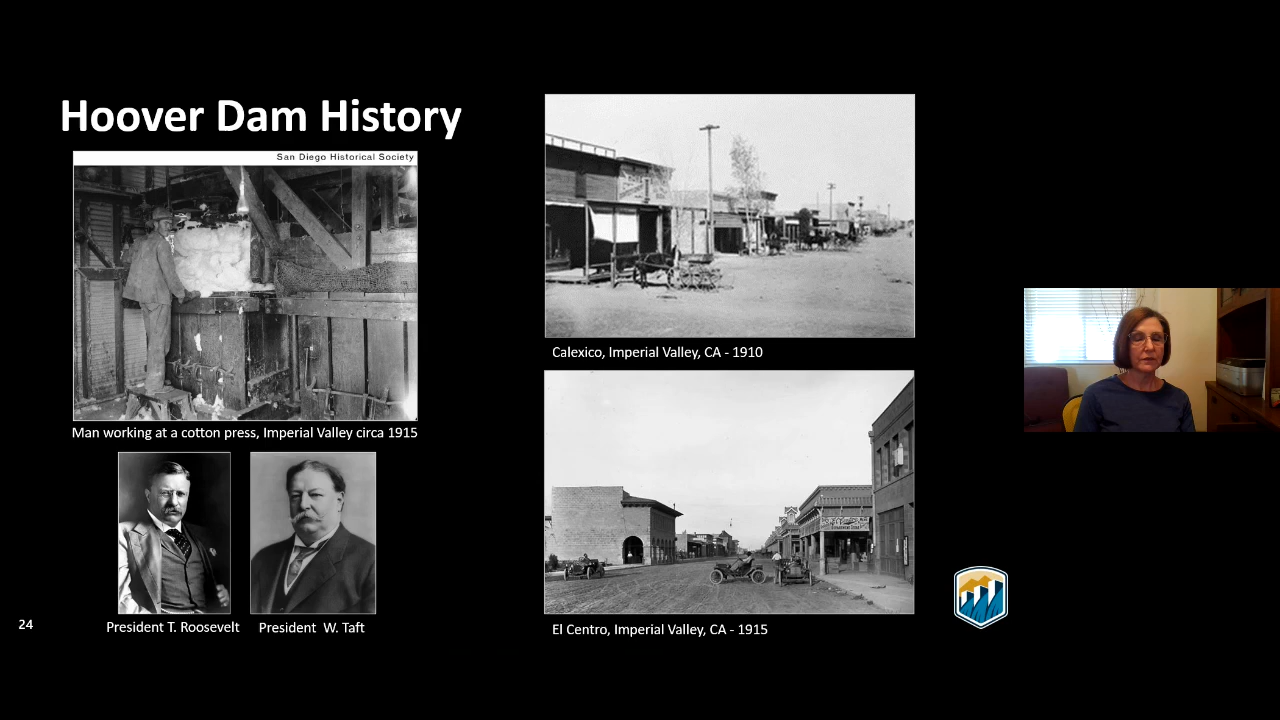 Hoover Dam History
San Diego Historical Society
Man working at a cotton press, Imperial Valley circa 1915
President T. Roosevelt
President W. Taft
Calexico, Imperial Valley, CA - 1910
El Centro, Imperial Valley, CA - 1915
24